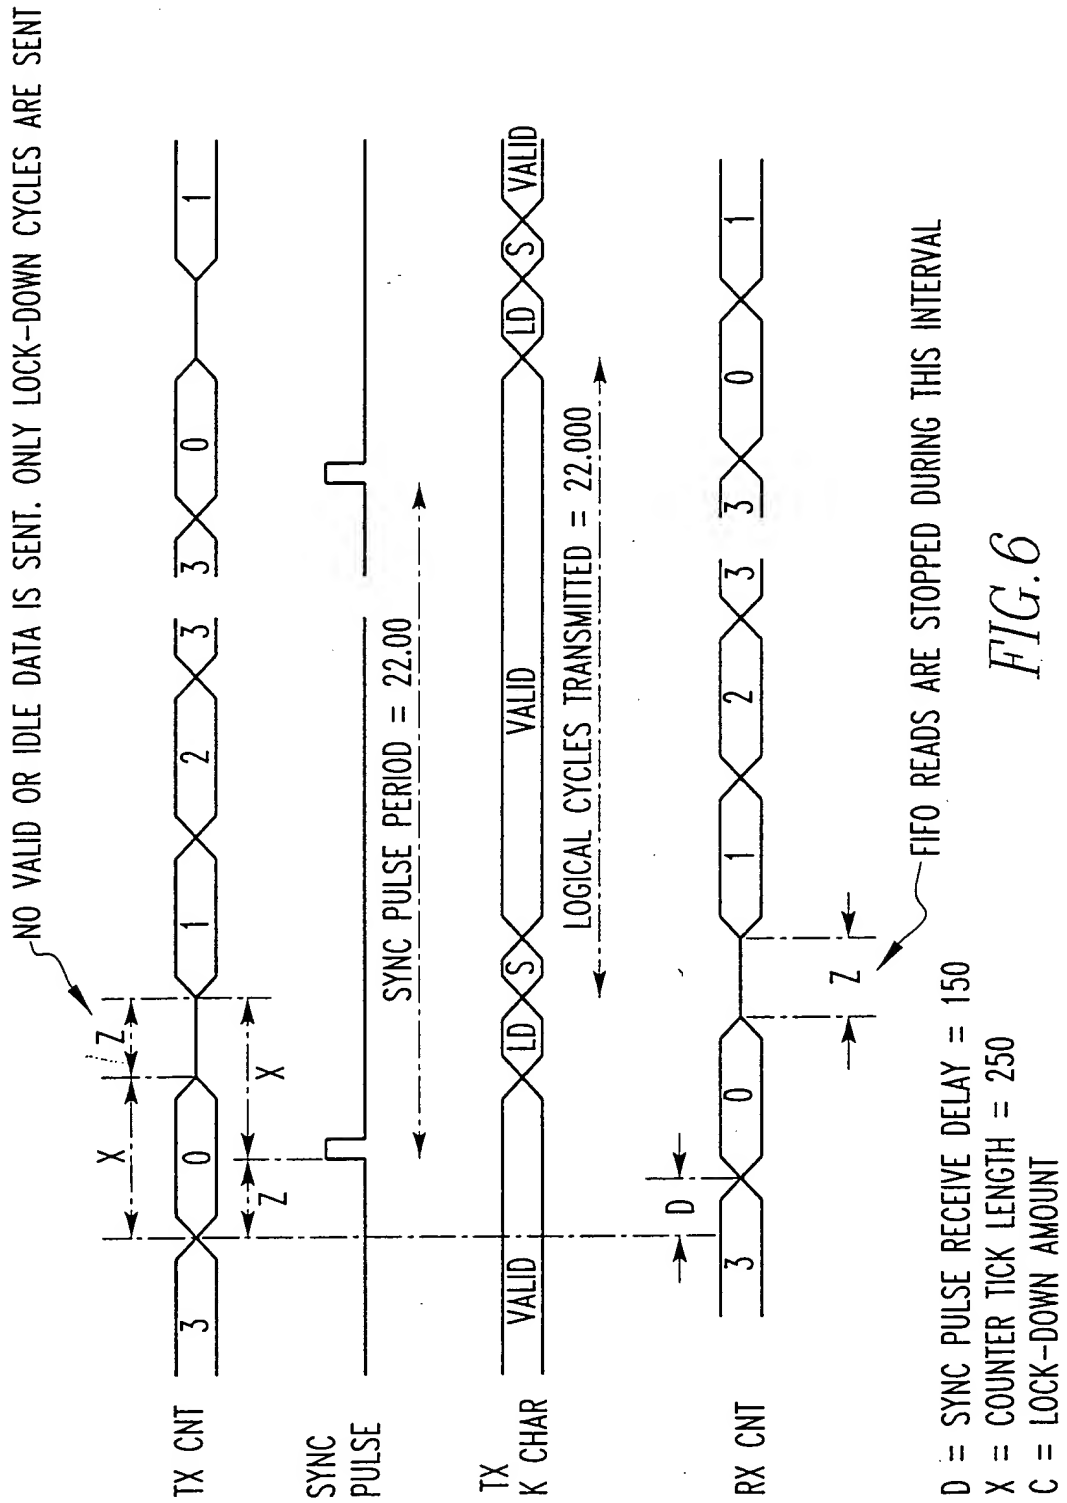 NO VALID OR IDLE DATA IS SENT. ONLY LOCK-DOWN CYCLES ARE SENT
X
Z
TX CNT
3
0
1
2
3
3
0
1
Z
X
SYNC
PULSE
SYNC PULSE PERIOD = 22.00
TX
K CHAR
VALID
LD
S
VALID
LD
S
VALID
LOGICAL CYCLES TRANSMITTED = 22.000
D
RX CNT
3
0
1
2
3
3
0
1
Z
FIFO READS ARE STOPPED DURING THIS INTERVAL
D = SYNC PULSE RECEIVE DELAY = 150
X = COUNTER TICK LENGTH = 250
C = LOCK-DOWN AMOUNT
FIG. 6